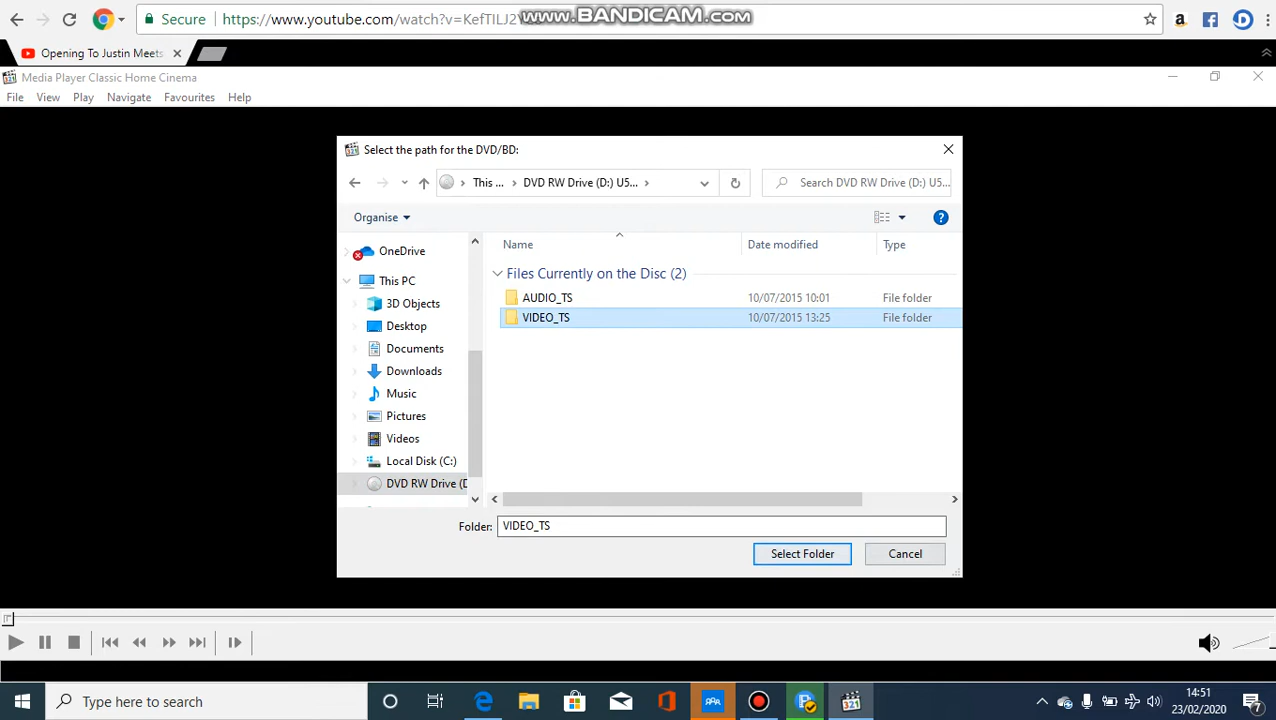 Secure https://www.youtube.com/watch?v=KefTILJ2
www.BANDICAM.com
Opening To Justin Meets
Media Player Classic Home Cinema
File View Play Navigate Favourites Help
Select the path for the DVD/BD:
This ... > DVD RW Drive (D:) U5... >
Search DVD RW Drive (D:) U5...
Organise
Name Date modified Type
OneDrive
This PC
3D Objects
Desktop
Documents
Downloads
Music
Pictures
Videos
Local Disk (C:)
DVD RW Drive (D
Files Currently on the Disc (2)
AUDIO_TS 10/07/2015 10:01 File folder
VIDEO_TS 10/07/2015 13:25 File folder
Folder: VIDEO_TS
Select Folder Cancel
Type here to search
14:51
23/02/2020
7